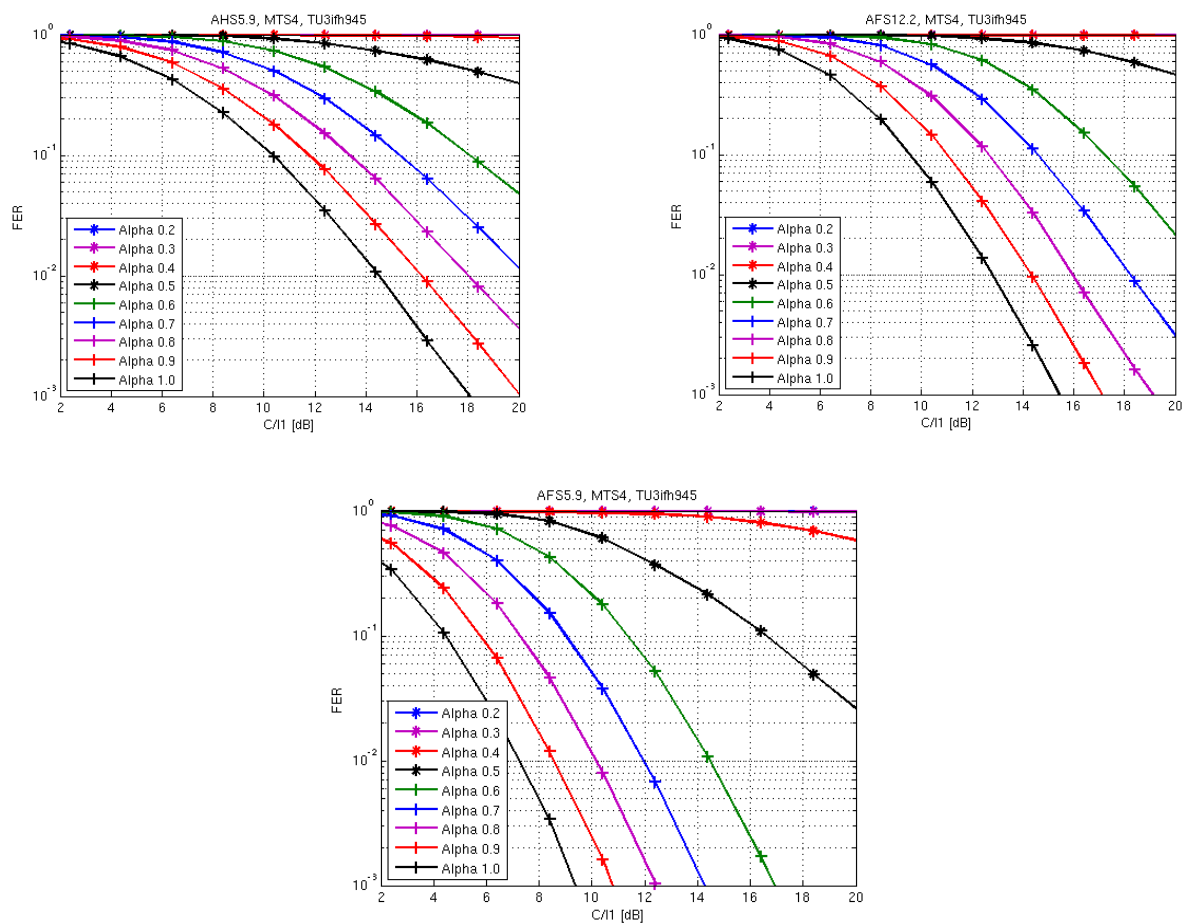 AHS5.9, MTS4, TU3ifh945
10^0
10^-1
10^-2
10^-3
FER
Alpha 0.2
Alpha 0.3
Alpha 0.4
Alpha 0.5
Alpha 0.6
Alpha 0.7
Alpha 0.8
Alpha 0.9
Alpha 1.0
2 4 6 8 10 12 14 16 18 20
C/I1 [dB]
AFS12.2, MTS4, TU3ifh945
10^0
10^-1
10^-2
10^-3
FER
Alpha 0.2
Alpha 0.3
Alpha 0.4
Alpha 0.5
Alpha 0.6
Alpha 0.7
Alpha 0.8
Alpha 0.9
Alpha 1.0
2 4 6 8 10 12 14 16 18 20
C/I1 [dB]
AFS5.9, MTS4, TU3ifh945
10^0
10^-1
10^-2
10^-3
FER
Alpha 0.2
Alpha 0.3
Alpha 0.4
Alpha 0.5
Alpha 0.6
Alpha 0.7
Alpha 0.8
Alpha 0.9
Alpha 1.0
2 4 6 8 10 12 14 16 18 20
C/I1 [dB]